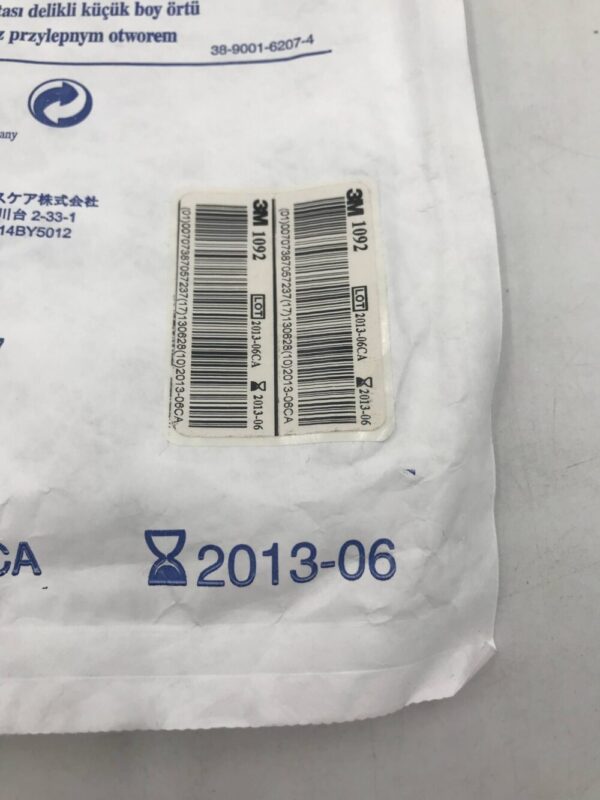 tası delikli küçük boy örtü
z przylepnym otworem
38-9001-6207-4
any
スケア株式会社
川台 2-33-1
14BY5012
3M 1092
LOT 2013-06CA 2013-06
(01)00707387057237(17)130628(10)2013-06CA
3M 1092
LOT 2013-06CA 2013-06
(01)00707387057237(17)130628(10)2013-06CA
CA 2013-06